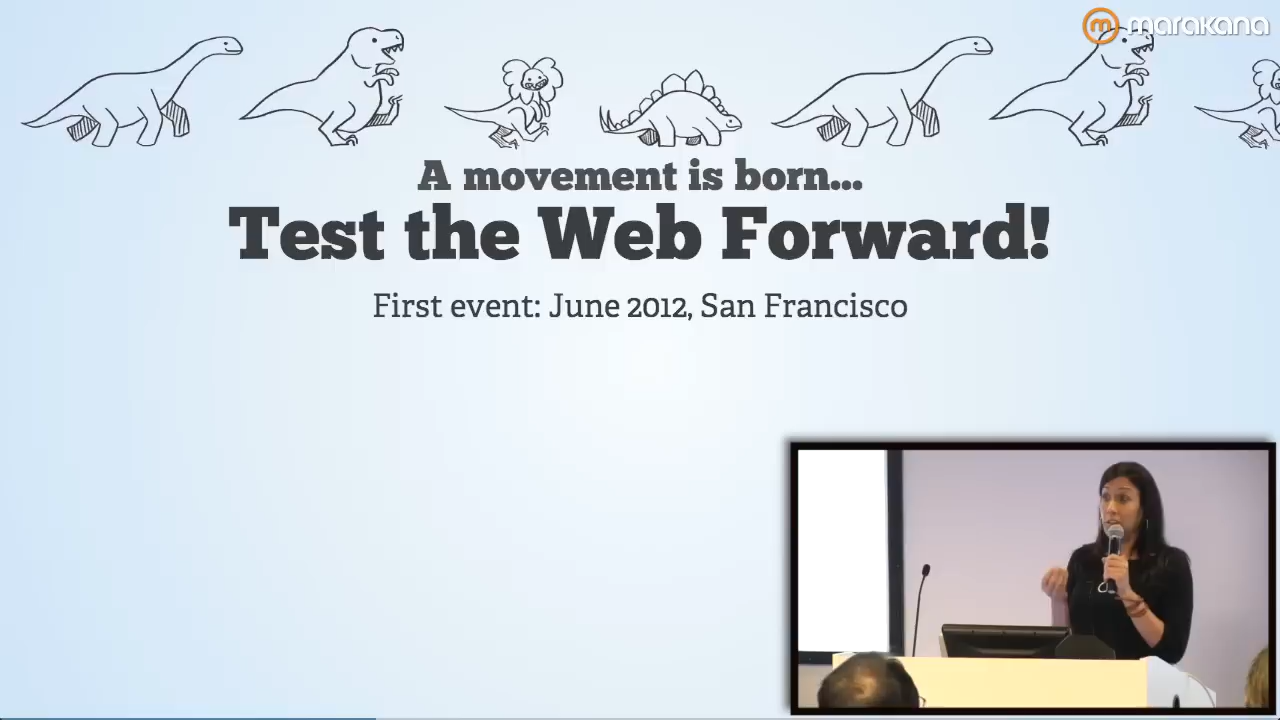 marakana
A movement is born...
Test the Web Forward!
First event: June 2012, San Francisco